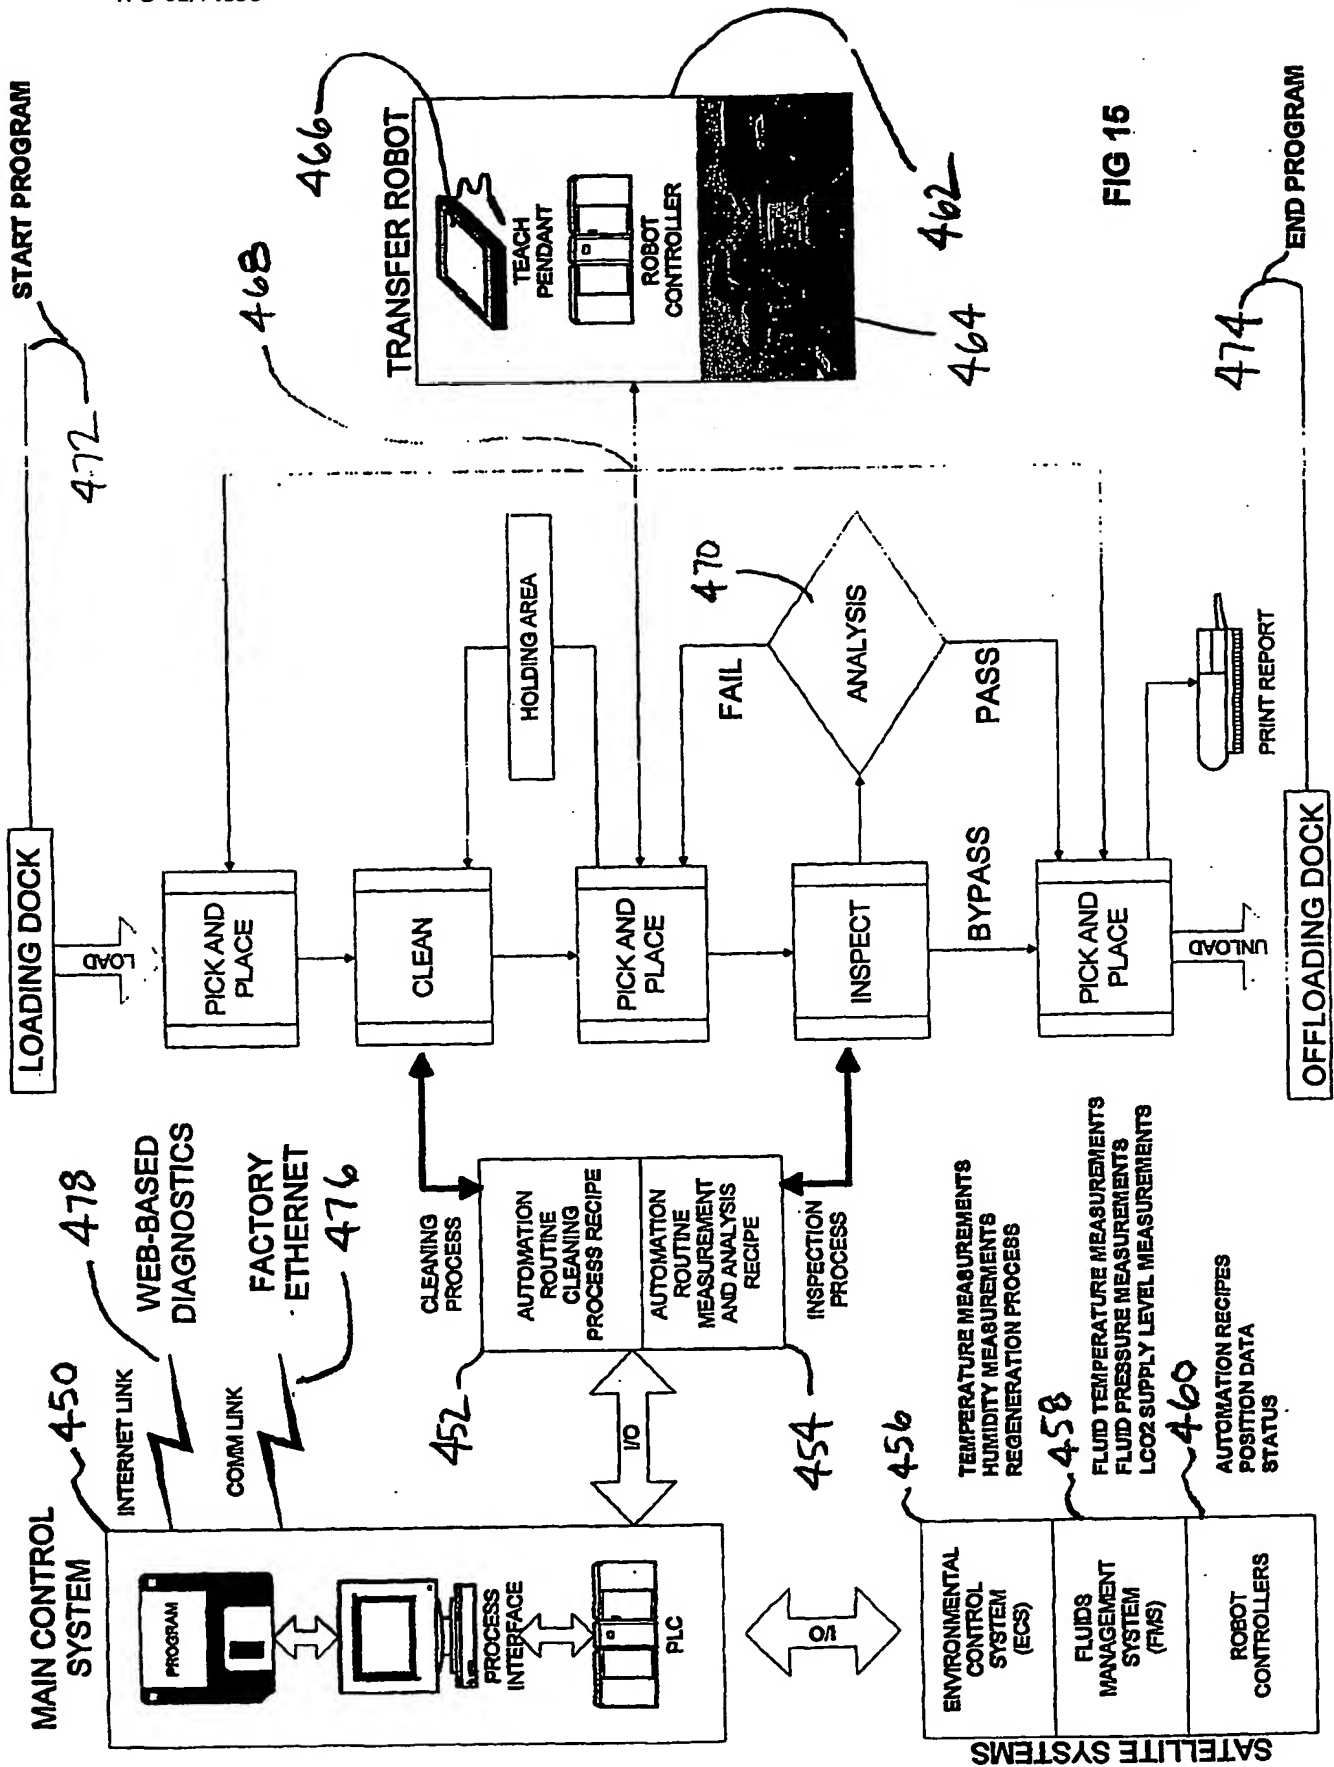 START PROGRAM
472
LOADING DOCK
LOAD
PICK AND
PLACE
CLEAN
HOLDING AREA
PICK AND
PLACE
INSPECT
FAIL
470
ANALYSIS
PASS
BYPASS
PICK AND
PLACE
UNLOAD
PRINT REPORT
OFFLOADING DOCK
474
END PROGRAM
468
466
TRANSFER ROBOT
TEACH
PENDANT
ROBOT
CONTROLLER
462
464
FIG 15
MAIN CONTROL
SYSTEM
450
INTERNET LINK
478
WEB-BASED
DIAGNOSTICS
COMM LINK
FACTORY
ETHERNET
476
PROGRAM
PROCESS
INTERFACE
PLC
I/O
452
CLEANING
PROCESS
AUTOMATION
ROUTINE
CLEANING
PROCESS RECIPE
AUTOMATION
ROUTINE
MEASUREMENT
AND ANALYSIS
RECIPE
INSPECTION
PROCESS
454
I/O
SATELLITE SYSTEMS
ENVIRONMENTAL
CONTROL
SYSTEM
(ECS)
456
TEMPERATURE MEASUREMENTS
HUMIDITY MEASUREMENTS
REGENERATION PROCESS
FLUIDS
MANAGEMENT
SYSTEM
(FMS)
458
FLUID TEMPERATURE MEASUREMENTS
FLUID PRESSURE MEASUREMENTS
LCO2 SUPPLY LEVEL MEASUREMENTS
ROBOT
CONTROLLERS
460
AUTOMATION RECIPES
POSITION DATA
STATUS